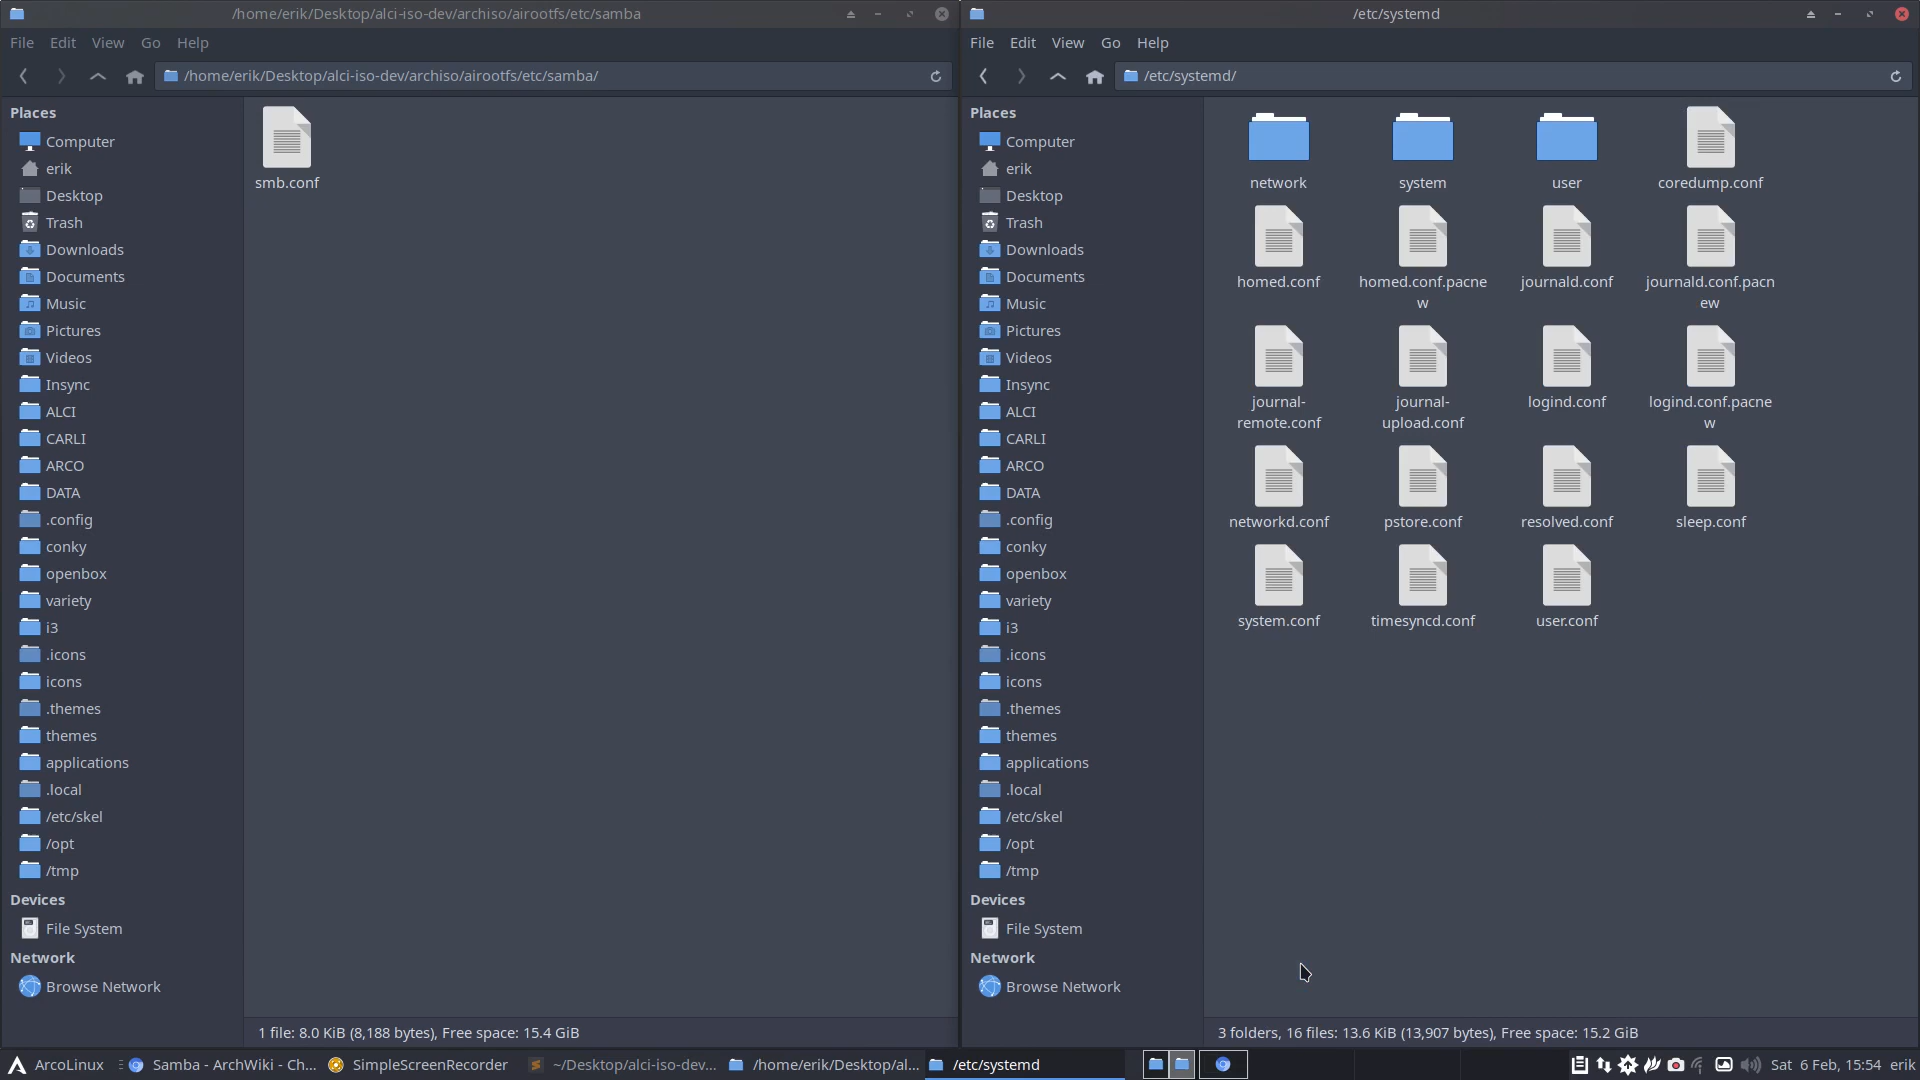 /home/erik/Desktop/alci-iso-dev/archiso/airootfs/etc/samba
File Edit View Go Help
/home/erik/Desktop/alci-iso-dev/archiso/airootfs/etc/samba/
Places
Computer
erik
Desktop
Trash
Downloads
Documents
Music
Pictures
Videos
Insync
ALCI
CARLI
ARCO
DATA
.config
conky
openbox
variety
i3
.icons
icons
.themes
themes
applications
.local
/etc/skel
/opt
/tmp
Devices
File System
Network
Browse Network
smb.conf
1 file: 8.0 KiB (8,188 bytes), Free space: 15.4 GiB
/etc/systemd
File Edit View Go Help
/etc/systemd/
Places
Computer
erik
Desktop
Trash
Downloads
Documents
Music
Pictures
Videos
Insync
ALCI
CARLI
ARCO
DATA
.config
conky
openbox
variety
i3
.icons
icons
.themes
themes
applications
.local
/etc/skel
/opt
/tmp
Devices
File System
Network
Browse Network
network
system
user
coredump.conf
homed.conf
homed.conf.pacne
w
journald.conf
journald.conf.pacn
ew
journal-
remote.conf
journal-
upload.conf
logind.conf
logind.conf.pacne
w
networkd.conf
pstore.conf
resolved.conf
sleep.conf
system.conf
timesyncd.conf
user.conf
3 folders, 16 files: 13.6 KiB (13,907 bytes), Free space: 15.2 GiB
ArcoLinux
Samba - ArchWiki - Ch...
SimpleScreenRecorder
~/Desktop/alci-iso-dev...
/home/erik/Desktop/al...
/etc/systemd
Sat 6 Feb, 15:54 erik